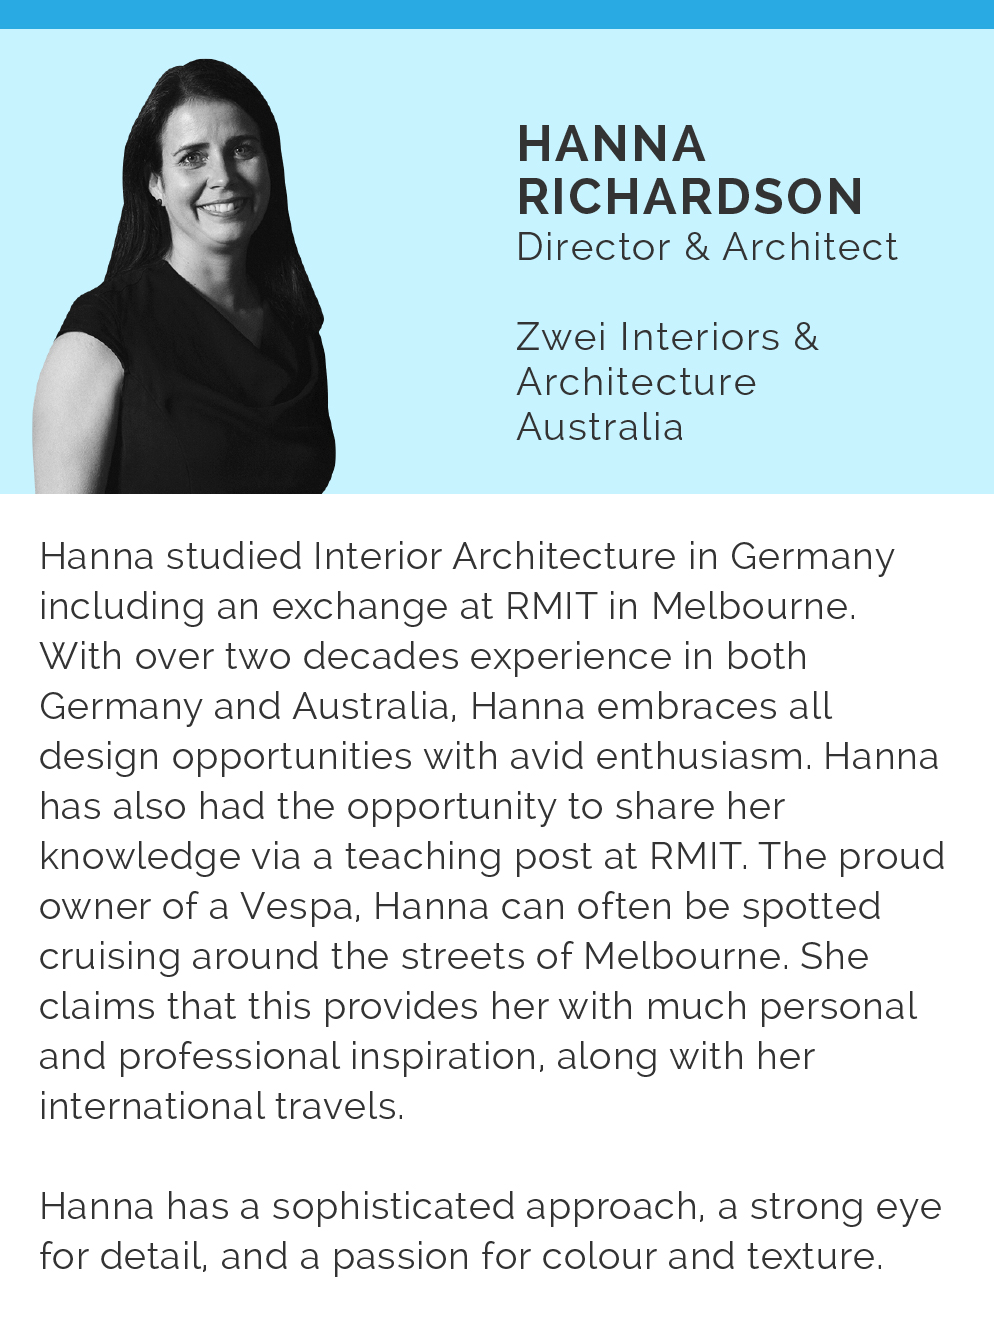 HANNA
RICHARDSON
Director & Architect
Zwei Interiors &
Architecture
Australia
Hanna studied Interior Architecture in Germany
including an exchange at RMIT in Melbourne.
With over two decades experience in both
Germany and Australia, Hanna embraces all
design opportunities with avid enthusiasm. Hanna
has also had the opportunity to share her
knowledge via a teaching post at RMIT. The proud
owner of a Vespa, Hanna can often be spotted
cruising around the streets of Melbourne. She
claims that this provides her with much personal
and professional inspiration, along with her
international travels.
Hanna has a sophisticated approach, a strong eye
for detail, and a passion for colour and texture.